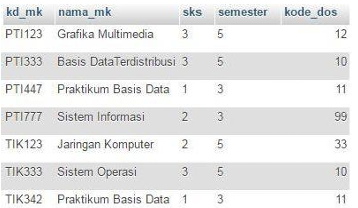 kd_mk nama_mk sks semester kode_dos
PTI123 Grafika Multimedia 3 5 12
PTI333 Basis DataTerdistribusi 3 5 10
PTI447 Praktikum Basis Data 1 3 11
PTI777 Sistem Informasi 2 3 99
TIK123 Jaringan Komputer 2 5 33
TIK333 Sistem Operasi 3 5 10
TIK342 Praktikum Basis Data 1 3 11